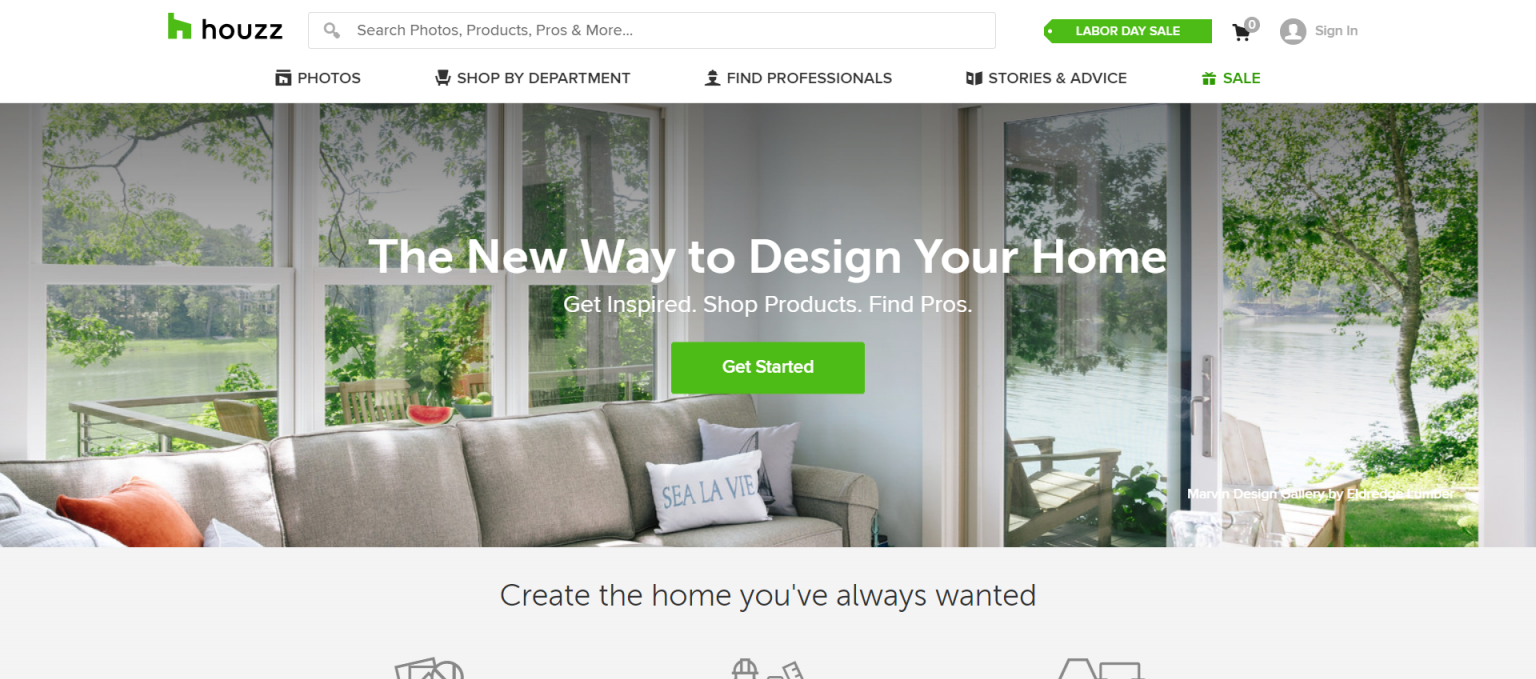 houzz
Search Photos, Products, Pros & More...
LABOR DAY SALE
0
Sign In
PHOTOS
SHOP BY DEPARTMENT
FIND PROFESSIONALS
STORIES & ADVICE
SALE
The New Way to Design Your Home
Get Inspired. Shop Products. Find Pros.
Get Started
SEA LA VIE
Marvin Design Gallery by Eldredge Lumber
Create the home you've always wanted